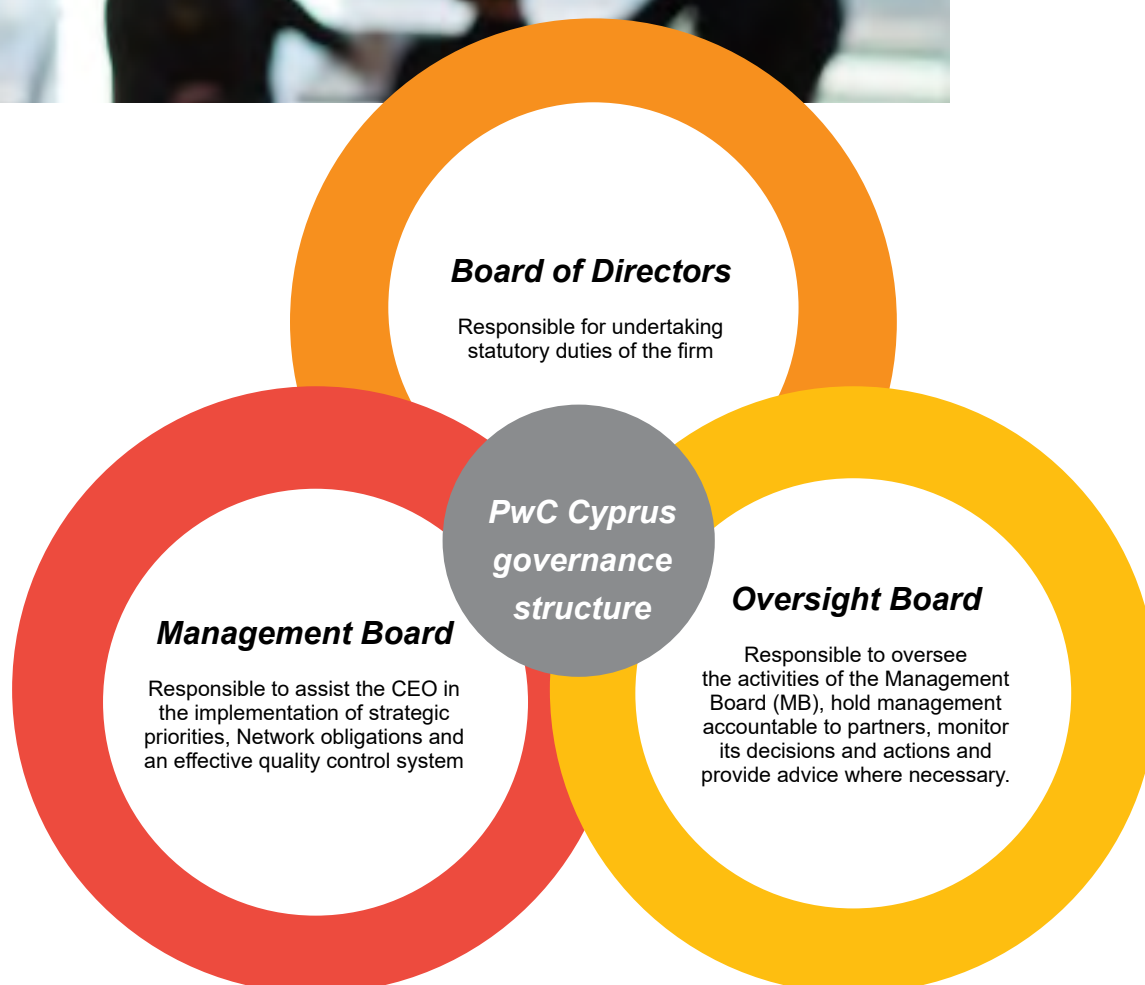 Board of Directors
Responsible for undertaking
statutory duties of the firm
PwC Cyprus
governance
structure
Management Board
Responsible to assist the CEO in
the implementation of strategic
priorities, Network obligations and
an effective quality control system
Oversight Board
Responsible to oversee
the activities of the Management
Board (MB), hold management
accountable to partners, monitor
its decisions and actions and
provide advice where necessary.